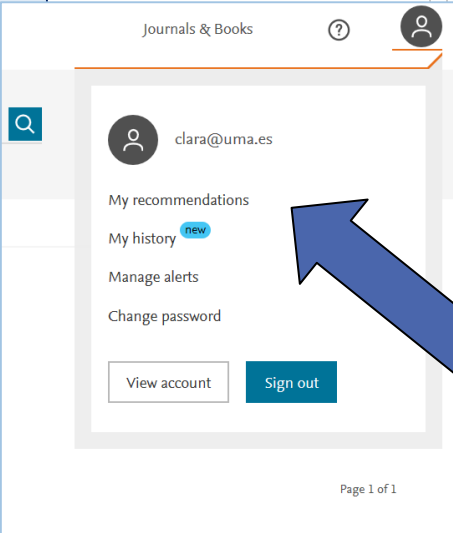 Journals & Books
clara@uma.es
My recommendations
My history new
Manage alerts
Change password
View account Sign out
Page 1 of 1